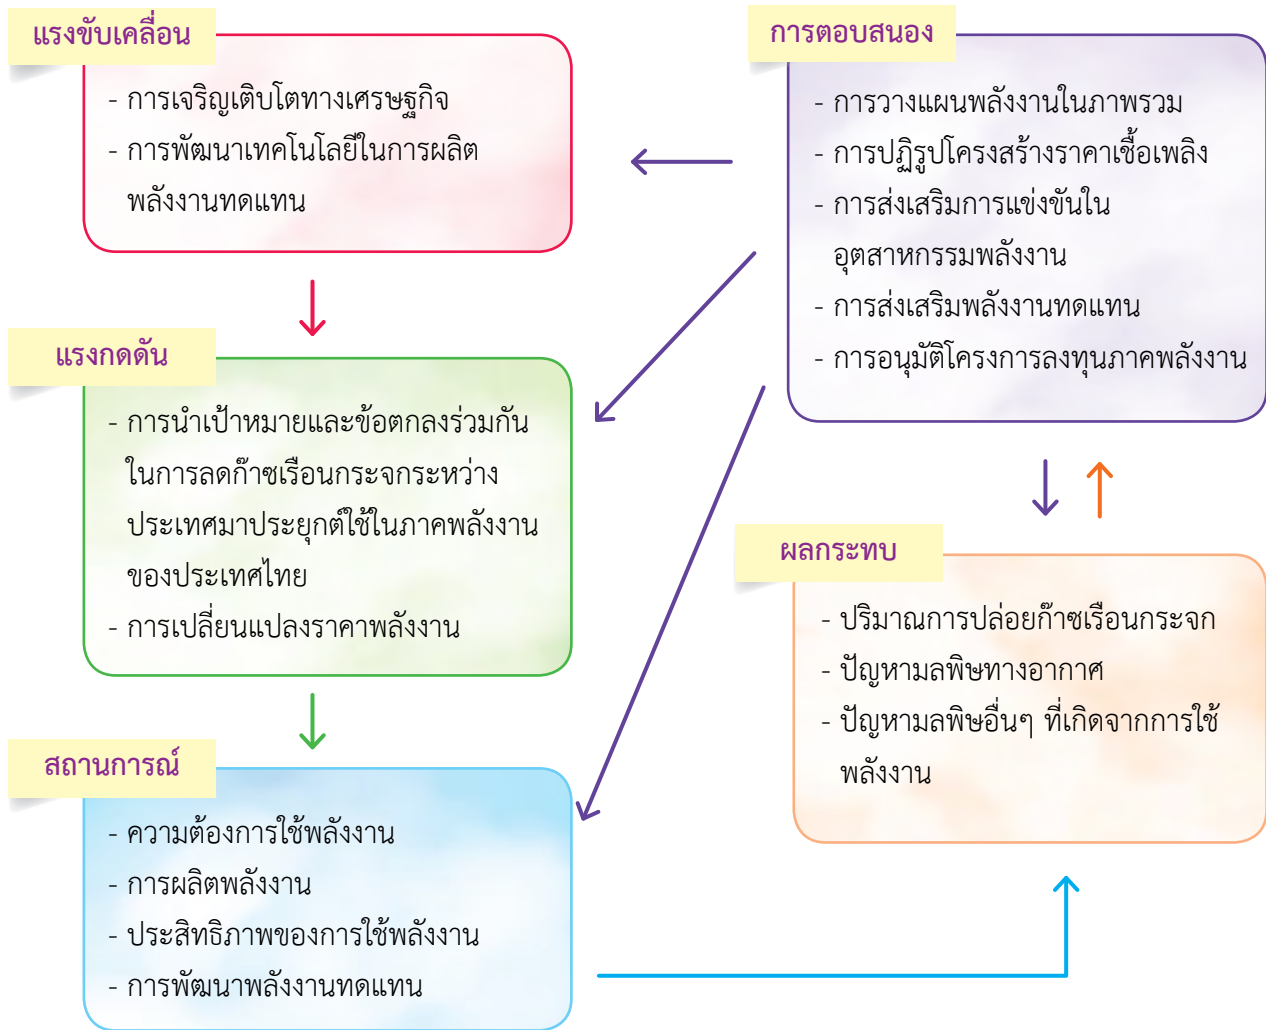 แรงขับเคลื่อน
- การเจริญเติบโตทางเศรษฐกิจ
- การพัฒนาเทคโนโลยีในการผลิต
พลังงานทดแทน
แรงกดดัน
- การนำเป้าหมายและข้อตกลงร่วมกัน
ในการลดก๊าซเรือนกระจกระหว่าง
ประเทศมาประยุกต์ใช้ในภาคพลังงาน
ของประเทศไทย
- การเปลี่ยนแปลงราคาพลังงาน
สถานการณ์
- ความต้องการใช้พลังงาน
- การผลิตพลังงาน
- ประสิทธิภาพของการใช้พลังงาน
- การพัฒนาพลังงานทดแทน
การตอบสนอง
- การวางแผนพลังงานในภาพรวม
- การปฏิรูปโครงสร้างราคาเชื้อเพลิง
- การส่งเสริมการแข่งขันใน
อุตสาหกรรมพลังงาน
- การส่งเสริมพลังงานทดแทน
- การอนุมัติโครงการลงทุนภาคพลังงาน
ผลกระทบ
- ปริมาณการปล่อยก๊าซเรือนกระจก
- ปัญหามลพิษทางอากาศ
- ปัญหามลพิษอื่นๆ ที่เกิดจากการใช้
พลังงาน